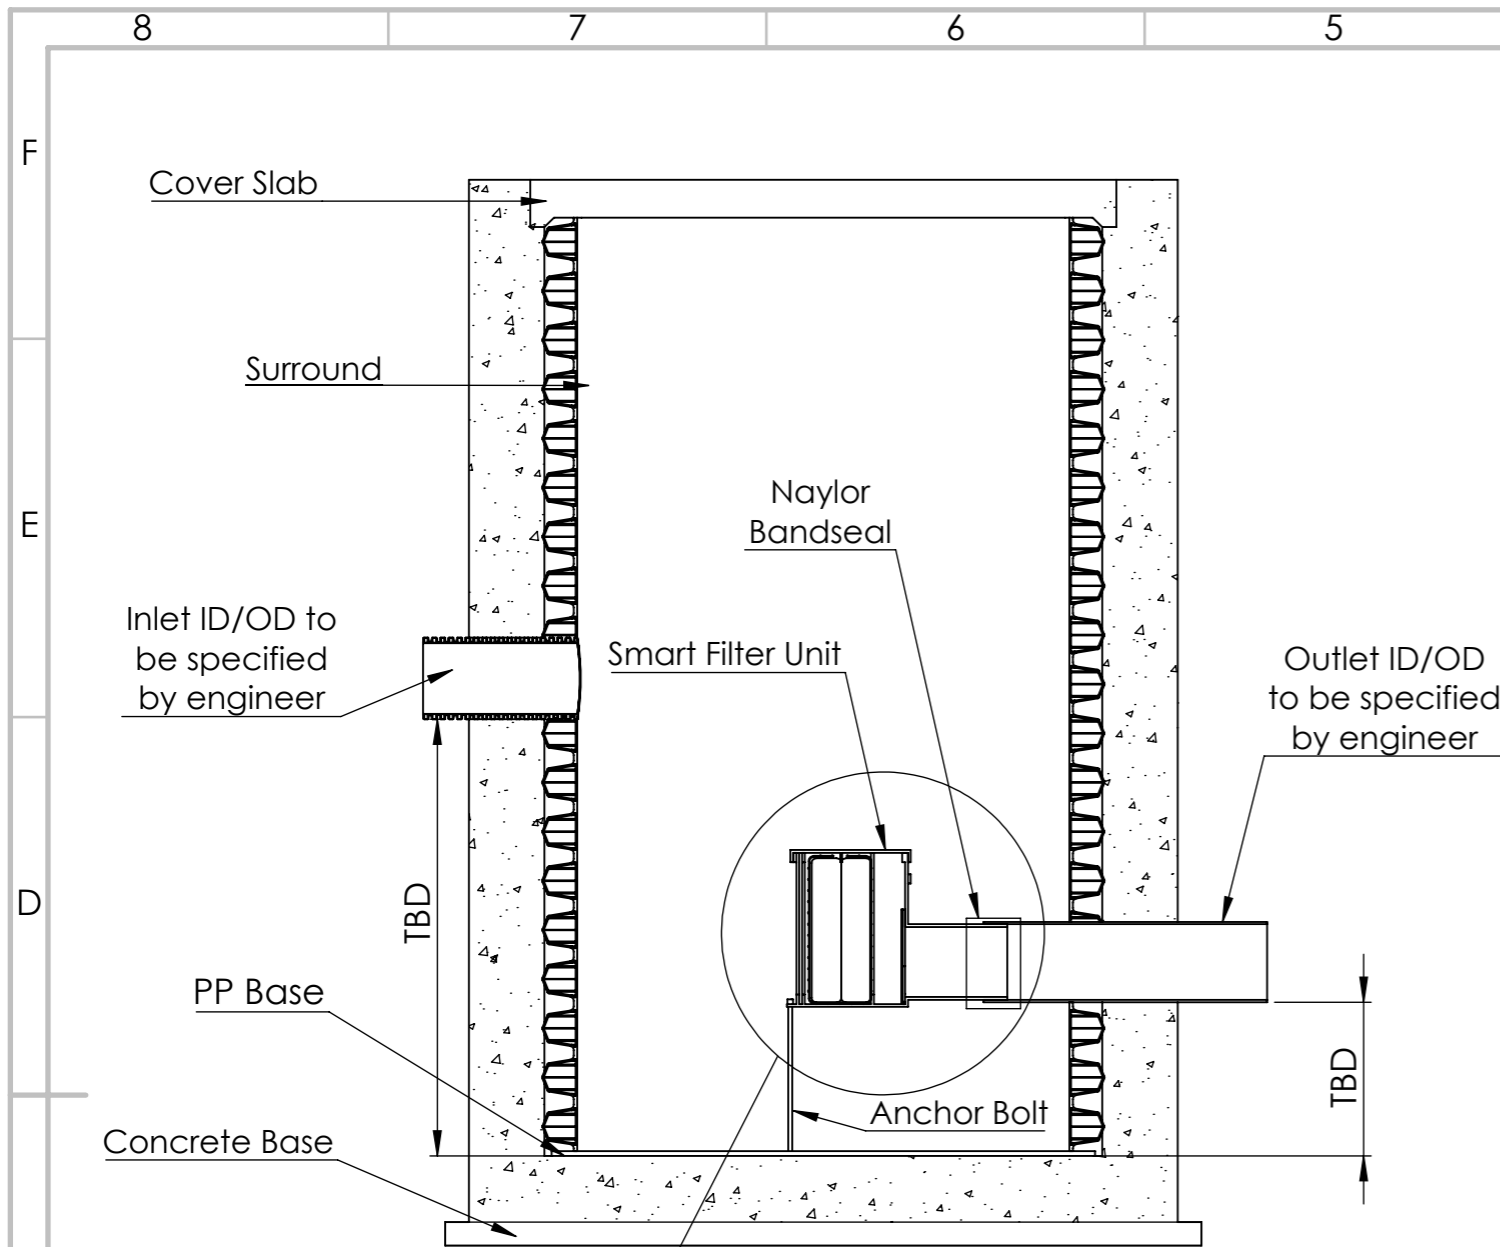 8 7 6 5
F
Cover Slab
Surround
E
Naylor
Bandseal
Inlet ID/OD to
be specified
by engineer
Smart Filter Unit
Outlet ID/OD
to be specified
by engineer
D
TBD
PP Base
TBD
Anchor Bolt
Concrete Base